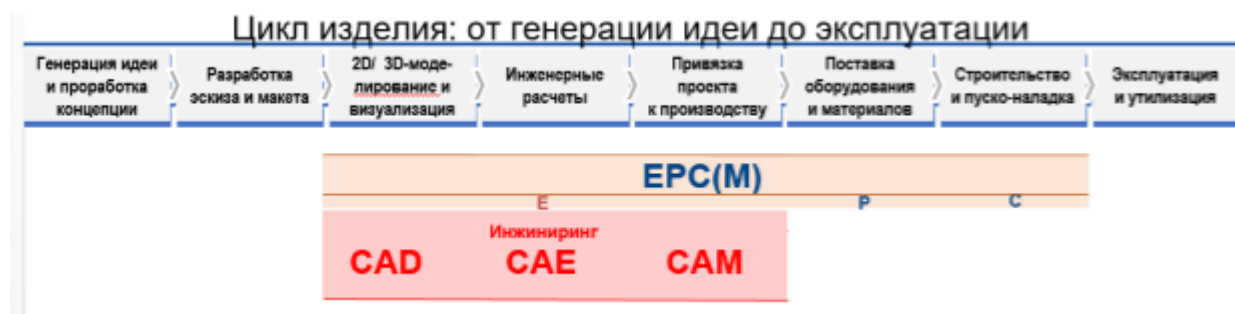 Цикл изделия: от генерации идеи до эксплуатации
Генерация идеи
и проработка
концепции
Разработка
эскиза и макета
2D/ 3D-моде-
лирование и
визуализация
Инженерные
расчеты
Привязка
проекта
к производству
Поставка
оборудования
и материалов
Строительство
и пуско-наладка
Эксплуатация
и утилизация
EPC(M)
E
P
C
Инжиниринг
CAD
CAE
CAM